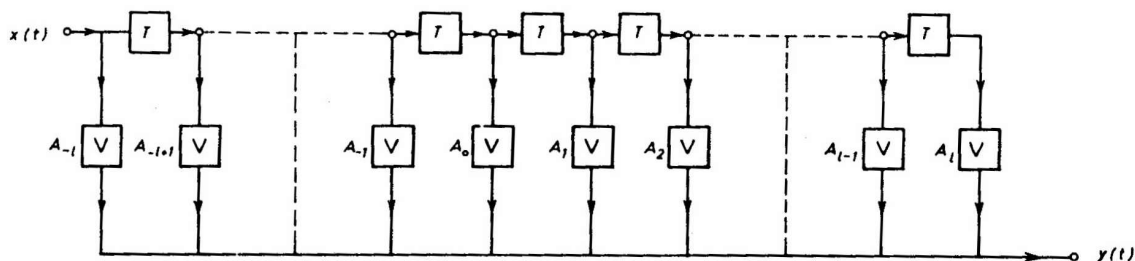 x(t) T T T T T
A₋ₗ V A₋ₗ₊₁ V A₋₁ V A₀ V A₁ V A₂ V Aₗ₋₁ V Aₗ V
y(t)